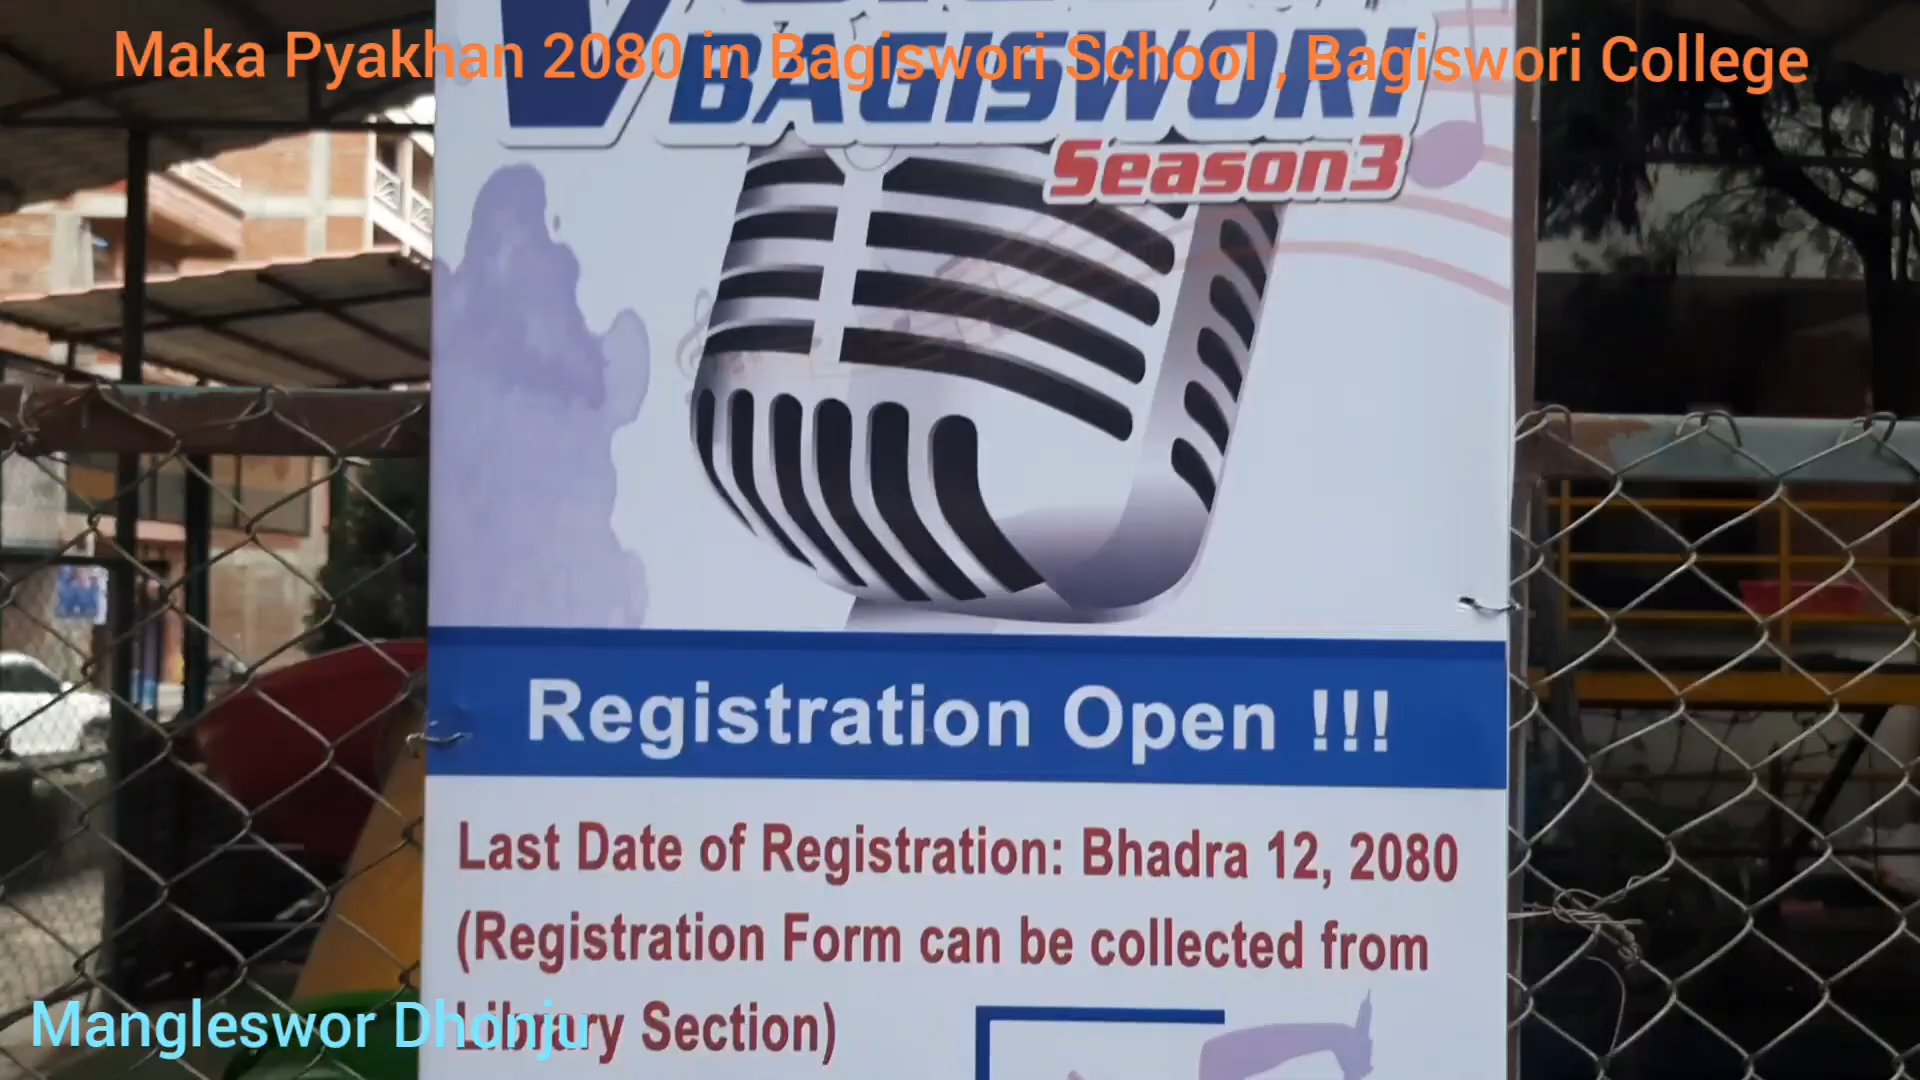 Maka Pyakhan 2080 in Bagiswori School , Bagiswori College
BAGISWORI
Season3
Registration Open !!!
Last Date of Registration: Bhadra 12, 2080
(Registration Form can be collected from
Library Section)
Mangleswor Dhonju